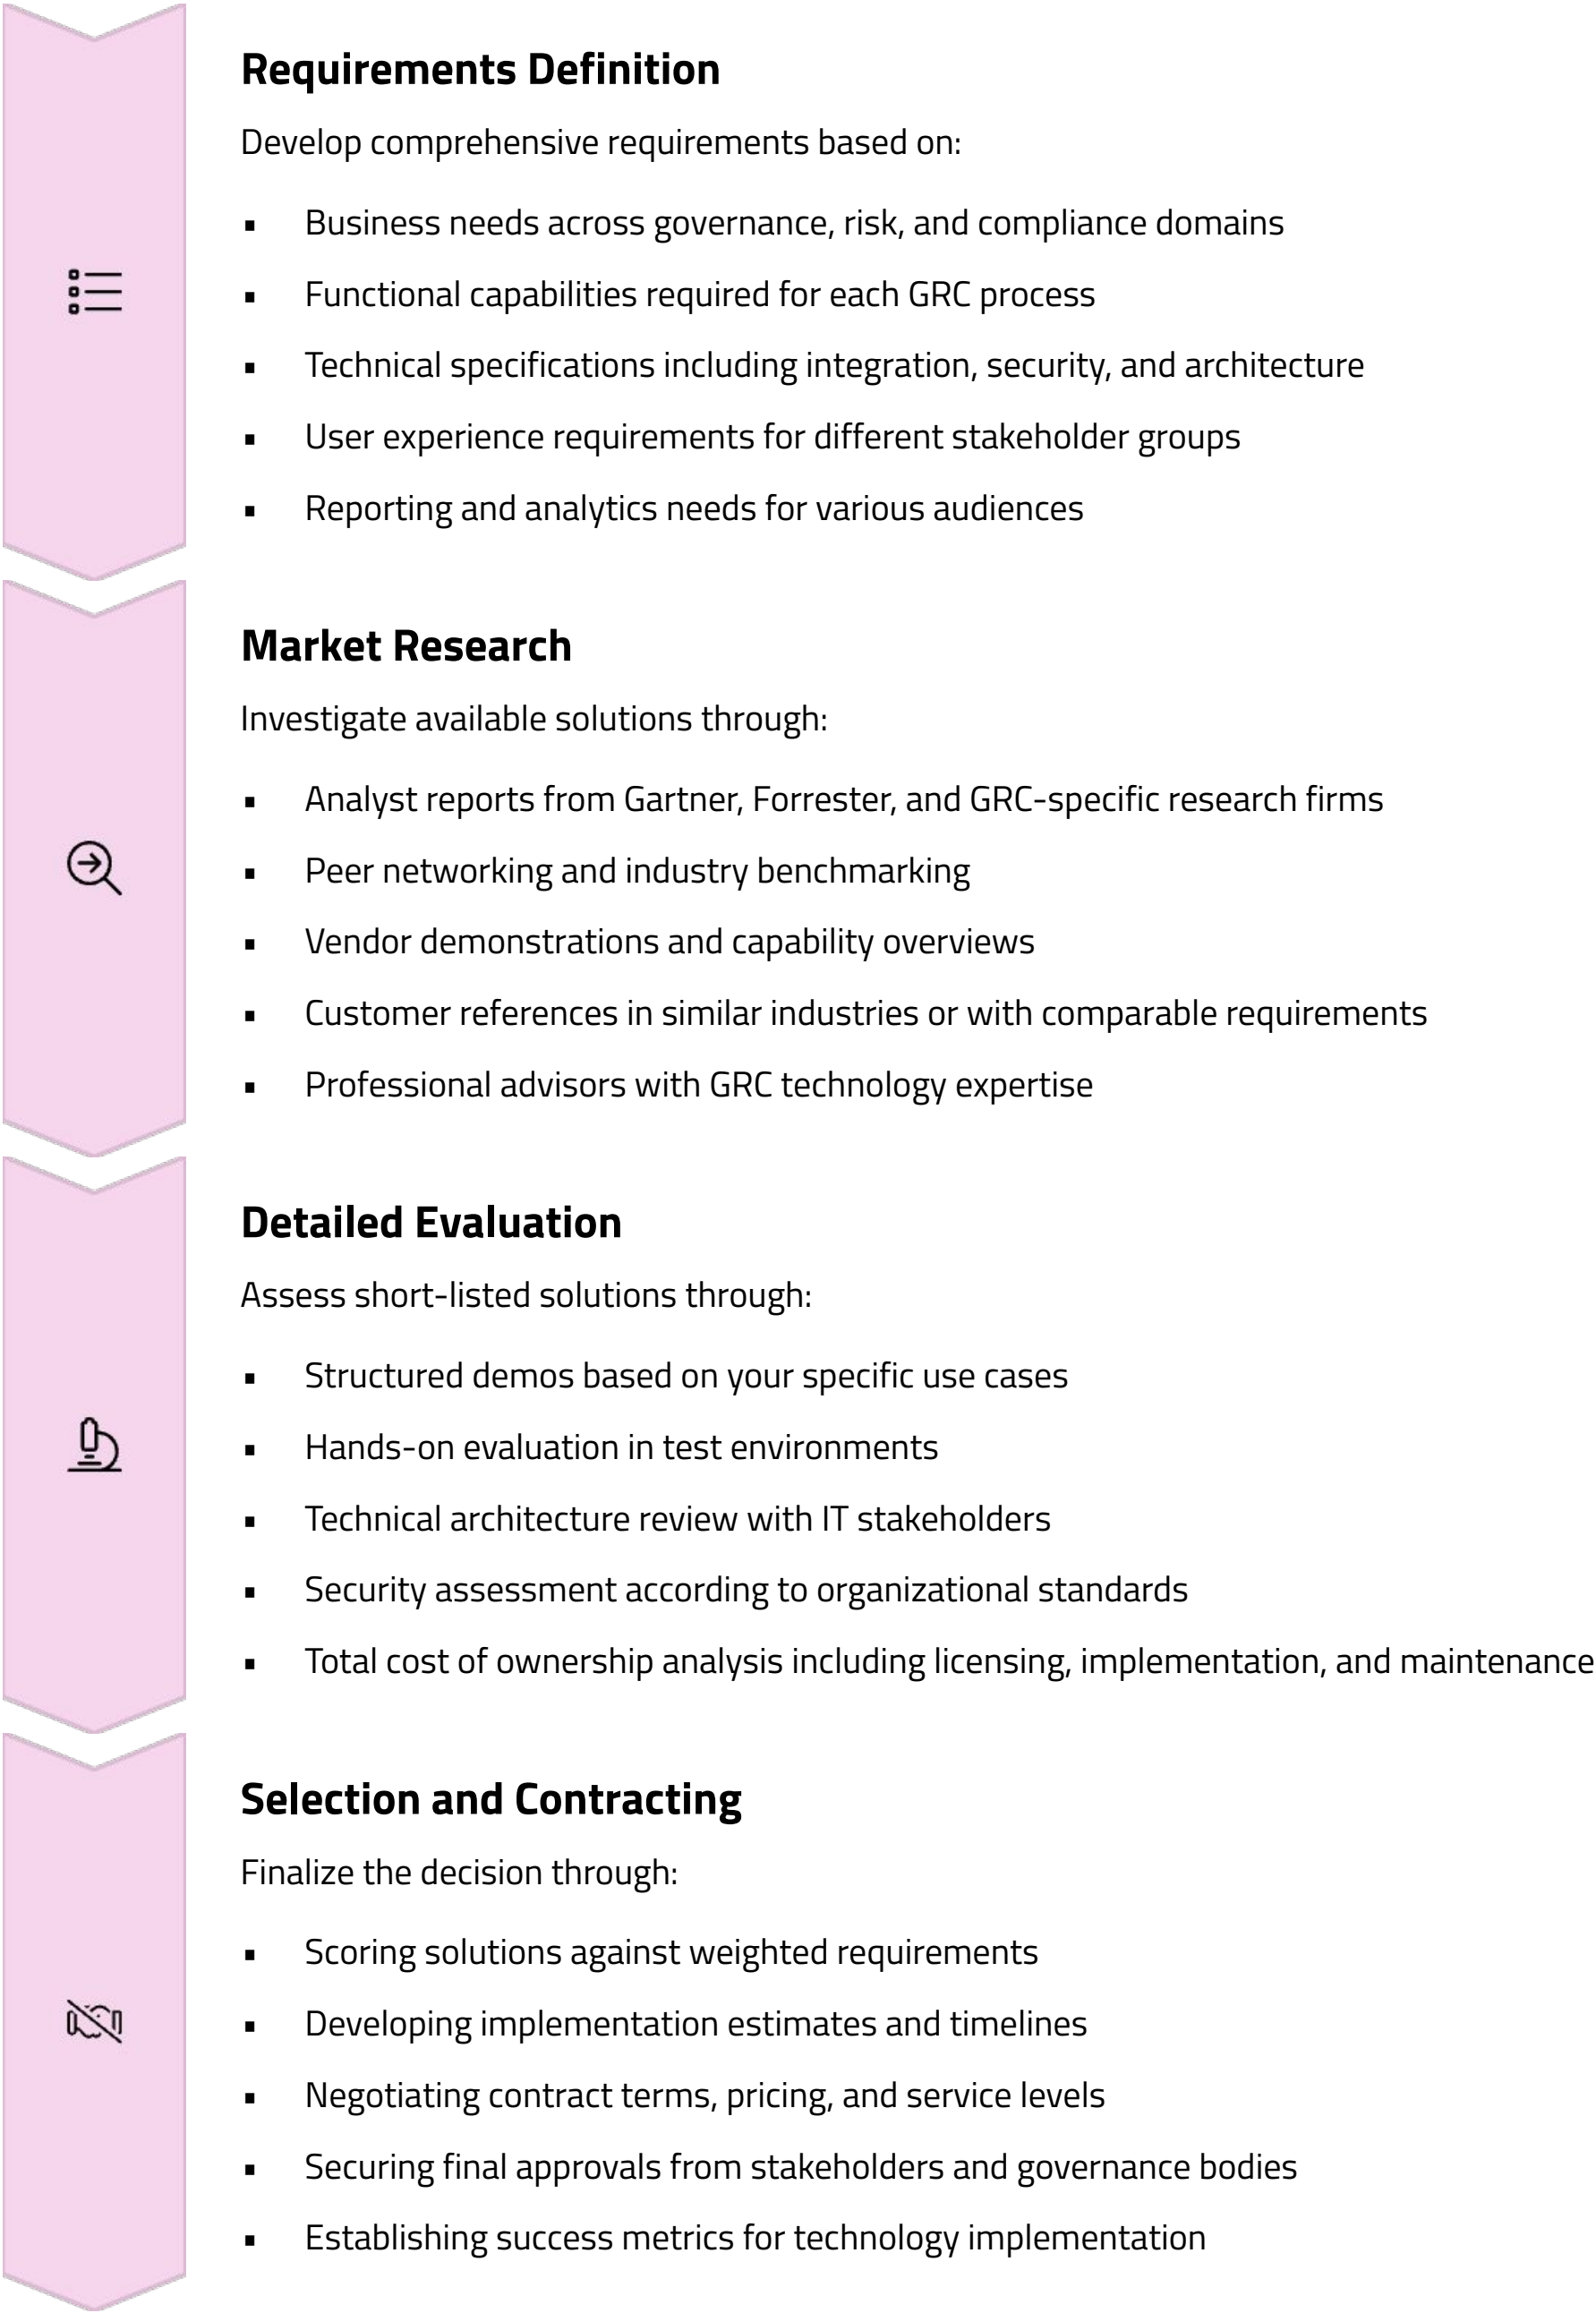 Requirements Definition
Develop comprehensive requirements based on:
▪ Business needs across governance, risk, and compliance domains
▪ Functional capabilities required for each GRC process
▪ Technical specifications including integration, security, and architecture
▪ User experience requirements for different stakeholder groups
▪ Reporting and analytics needs for various audiences
Market Research
Investigate available solutions through:
▪ Analyst reports from Gartner, Forrester, and GRC-specific research firms
▪ Peer networking and industry benchmarking
▪ Vendor demonstrations and capability overviews
▪ Customer references in similar industries or with comparable requirements
▪ Professional advisors with GRC technology expertise
Detailed Evaluation
Assess short-listed solutions through:
▪ Structured demos based on your specific use cases
▪ Hands-on evaluation in test environments
▪ Technical architecture review with IT stakeholders
▪ Security assessment according to organizational standards
▪ Total cost of ownership analysis including licensing, implementation, and maintenance
Selection and Contracting
Finalize the decision through:
▪ Scoring solutions against weighted requirements
▪ Developing implementation estimates and timelines
▪ Negotiating contract terms, pricing, and service levels
▪ Securing final approvals from stakeholders and governance bodies
▪ Establishing success metrics for technology implementation